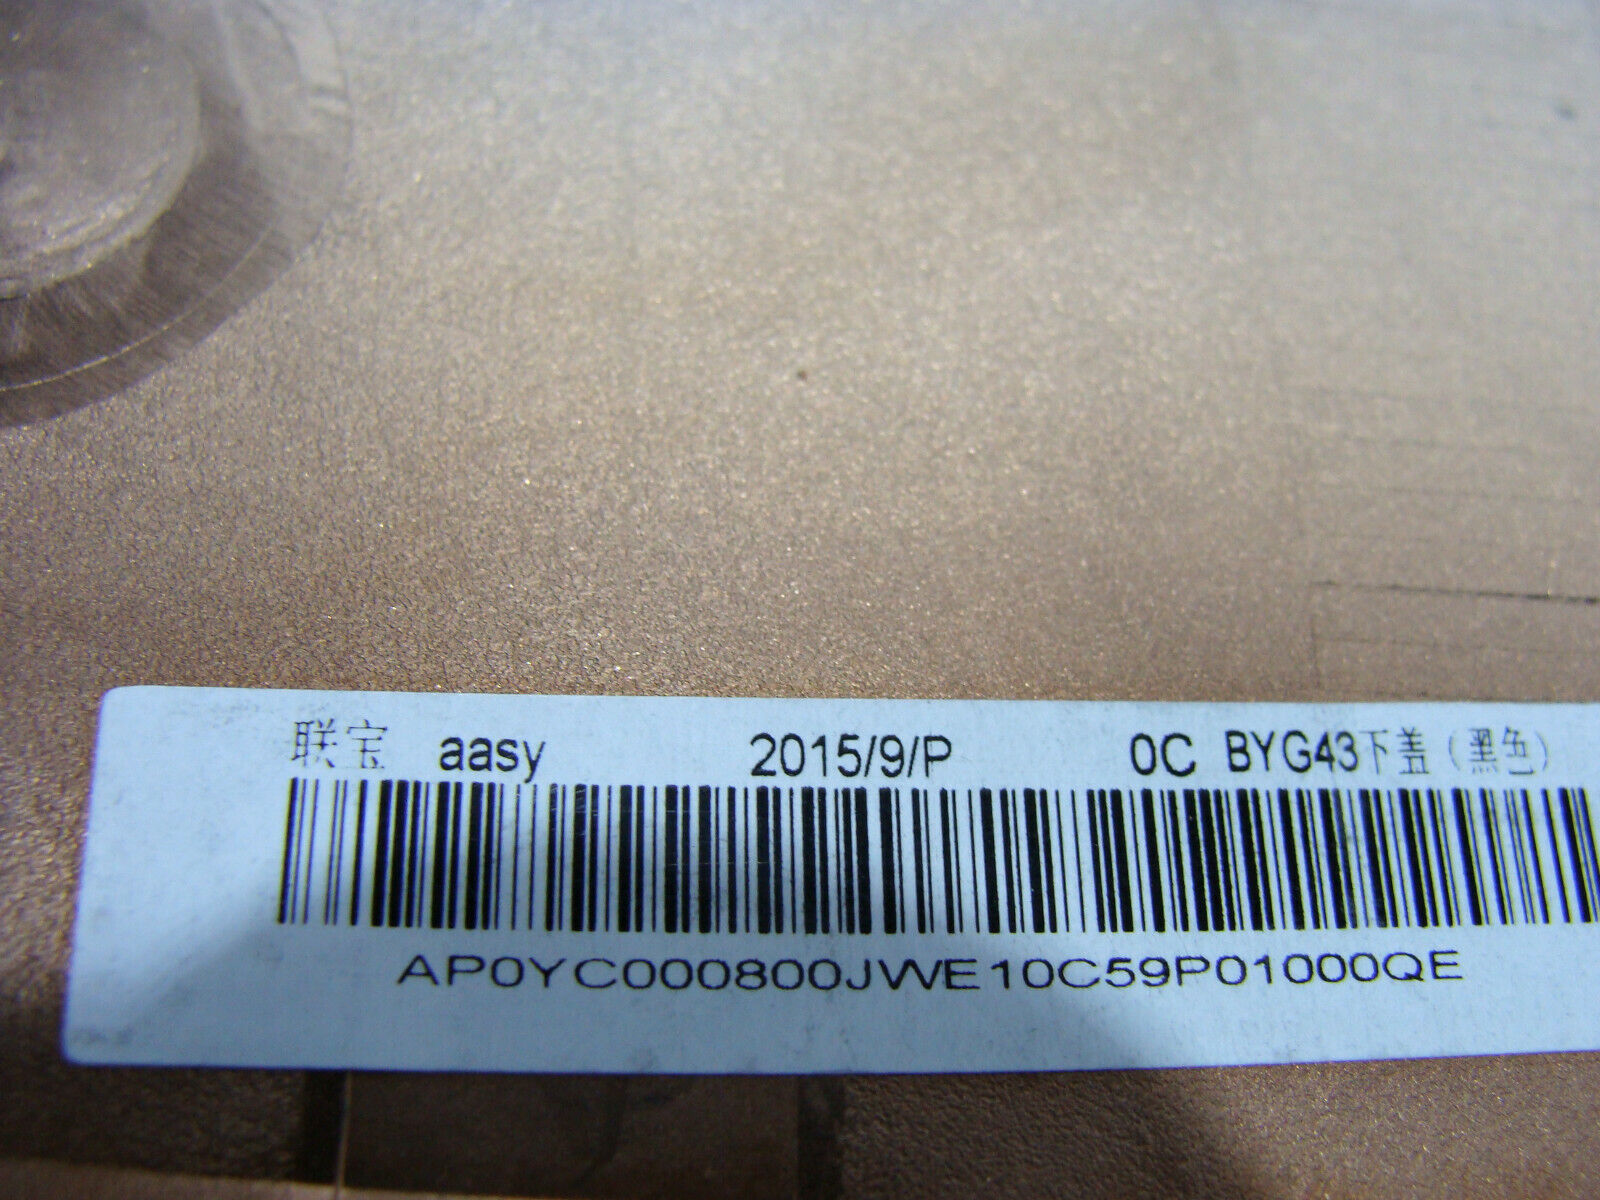 联宝 aasy 2015/9/P 0C BYG43下盖（黑色）
AP0YC000800JWE10C59P01000QE